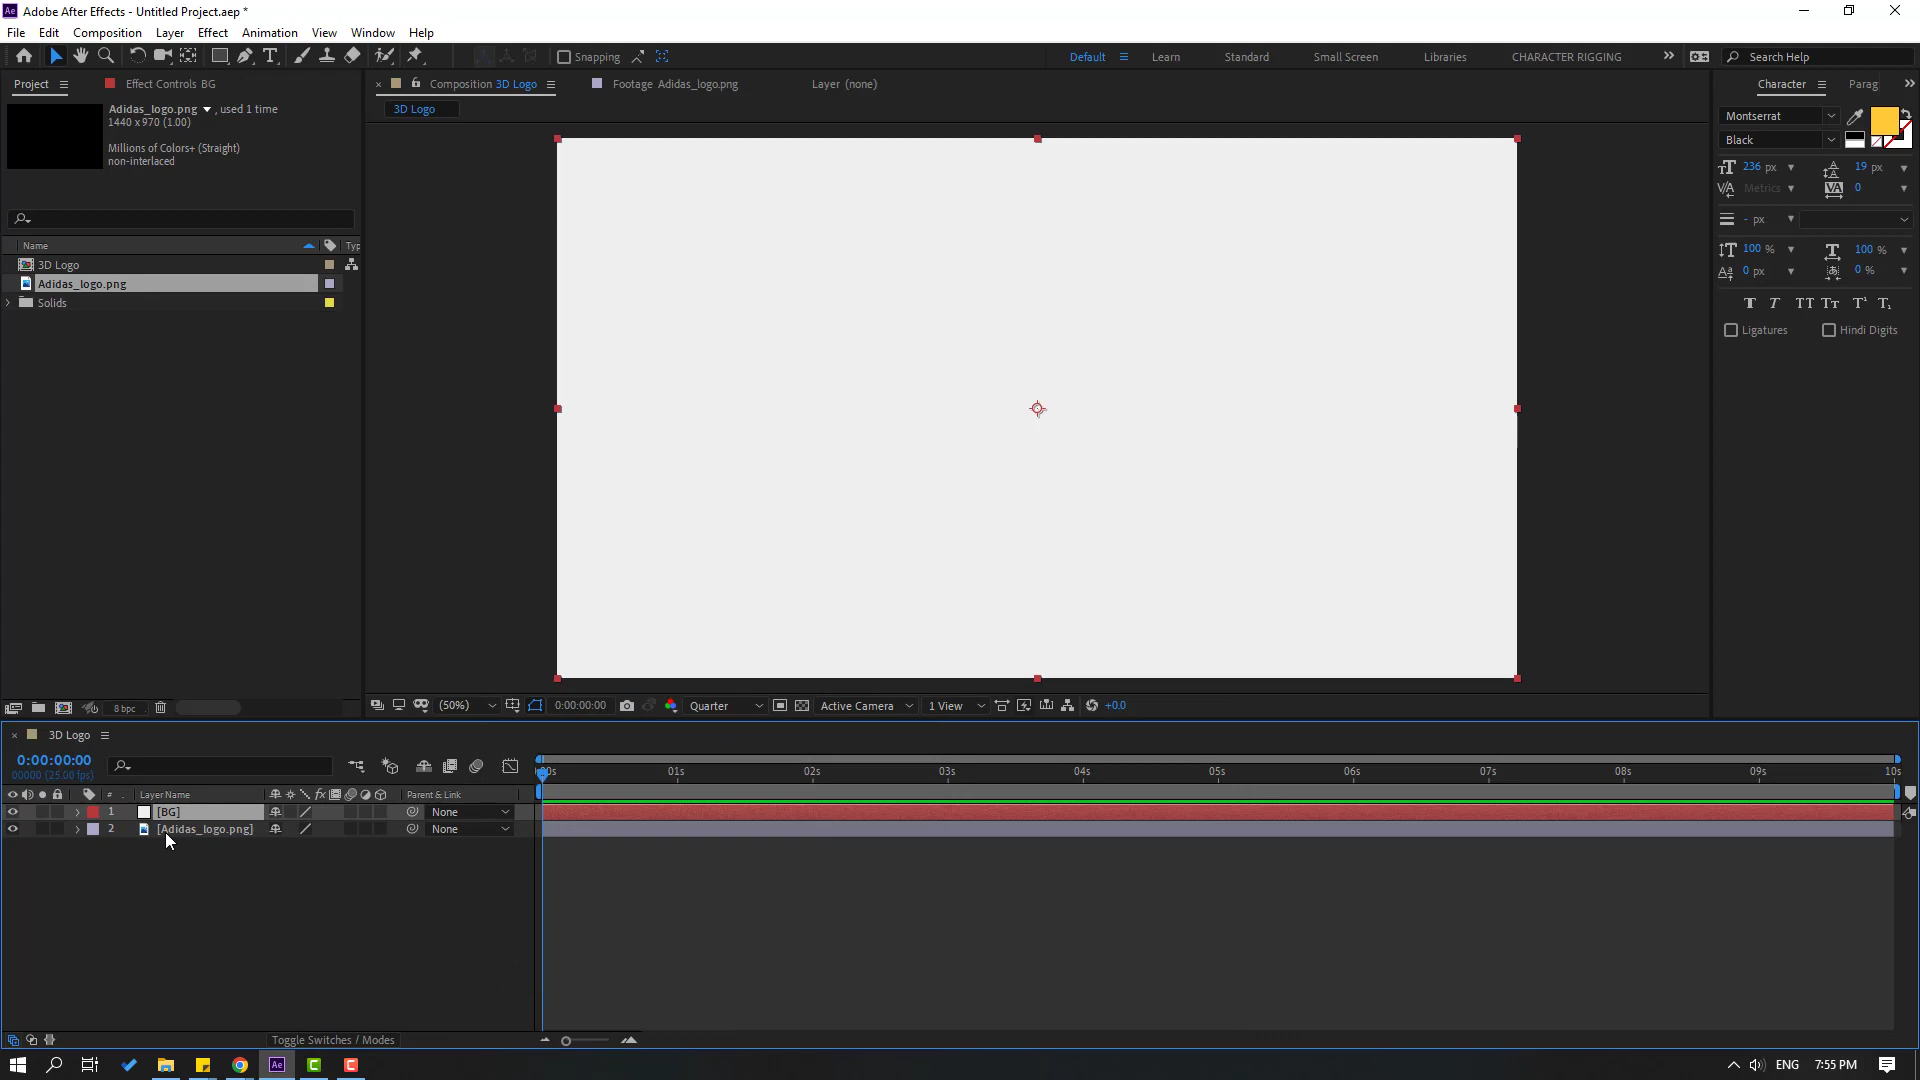 Adobe After Effects - Untitled Project.aep *
File Edit Composition Layer Effect Animation View Window Help
Snapping
Default Learn Standard Small Screen Libraries CHARACTER RIGGING Search Help
Project Effect Controls BG
Composition 3D Logo Footage Adidas_logo.png Layer (none)
Character Parag
Adidas_logo.png , used 1 time
1440 x 970 (1.00)
Millions of Colors+ (Straight)
non-interlaced
3D Logo
Montserrat
Black
236 px 19 px
Metrics 0
- px
100 % 100 %
0 px 0 %
Ligatures Hindi Digits
Name Typ
3D Logo
Adidas_logo.png
Solids
8 bpc
(50%) 0:00:00:00 Quarter Active Camera 1 View +0.0
3D Logo
0:00:00:00
00000 (25.00 fps)
00s 01s 02s 03s 04s 05s 06s 07s 08s 09s 10s
# . Layer Name Parent & Link
1 [BG] None
2 [Adidas_logo.png] None
Toggle Switches / Modes
ENG 7:55 PM